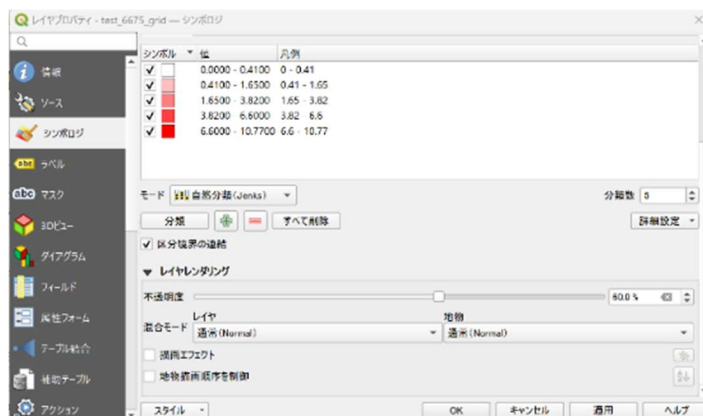 レイヤプロパティ - test_6675_grid — シンボロジ
シンボル 値 凡例
0.0000 - 0.4100 0 - 0.41
0.4100 - 1.6500 0.41 - 1.65
1.6500 - 3.8200 1.65 - 3.82
3.8200 - 6.6000 3.82 - 6.6
6.6000 - 10.7700 6.6 - 10.77
情報
ソース
シンボロジ
abc ラベル
abc マスク
3Dビュー
ダイアグラム
フィールド
属性フォーム
テーブル結合
補助テーブル
アクション
モード 自然分類(Jenks) 分類数 5
分類 すべて削除 詳細設定
区分境界の連結
レイヤレンダリング
不透明度 60.0 %
レイヤ 地物
混合モード 通常(Normal) 通常(Normal)
描画エフェクト
地物描画順序を制御
スタイル OK キャンセル 適用 ヘルプ